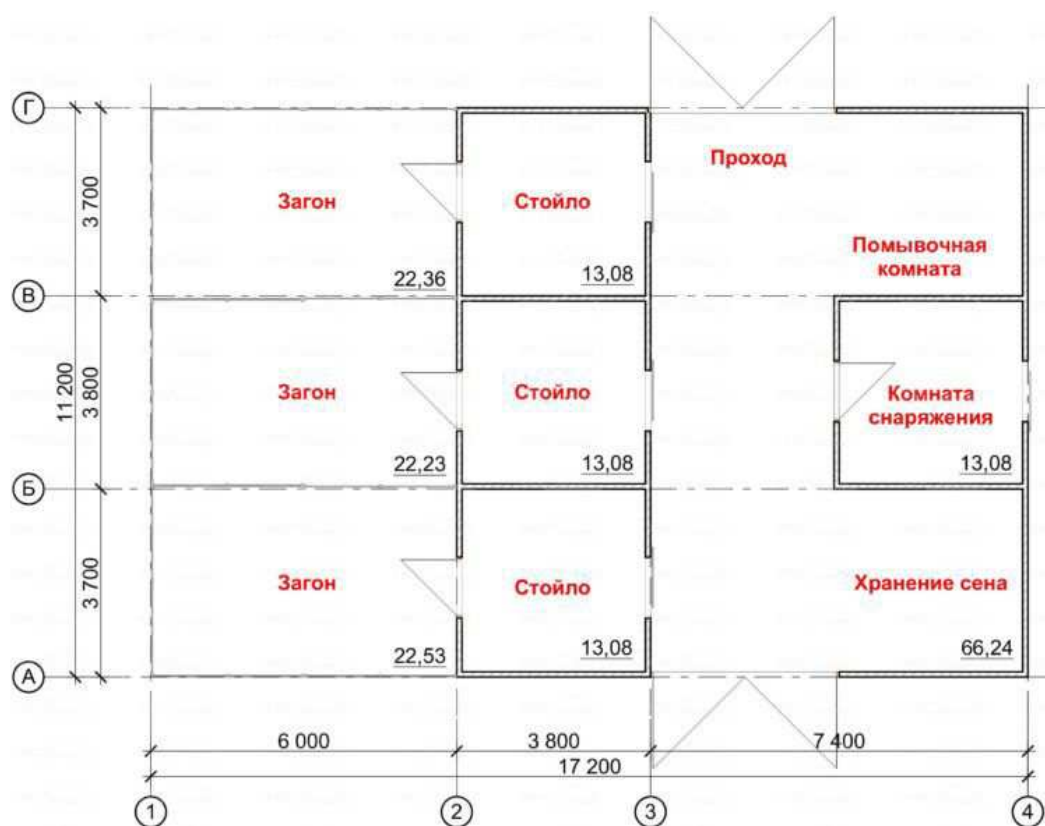 Г
Проход
Загон
Стойло
3 700
Помывочная
комната
22,36
13,08
В
11 200
3 800
Загон
Стойло
Комната
снаряжения
22,23
13,08
13,08
Б
3 700
Загон
Стойло
Хранение сена
22,53
13,08
66,24
А
6 000
3 800
7 400
17 200
1
2
3
4